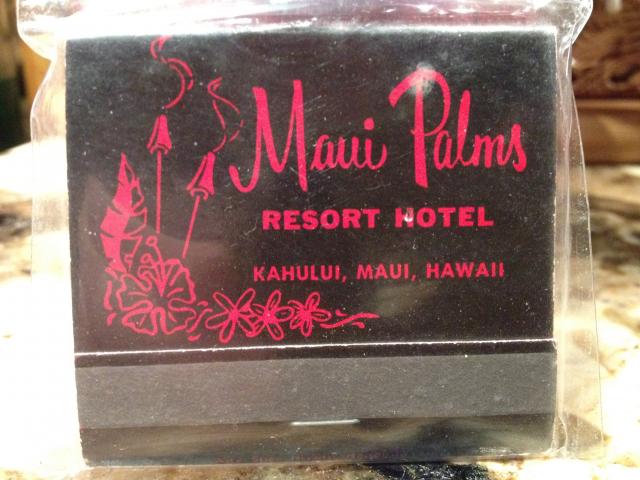 Maui Palms
RESORT HOTEL
KAHULUI, MAUI, HAWAII